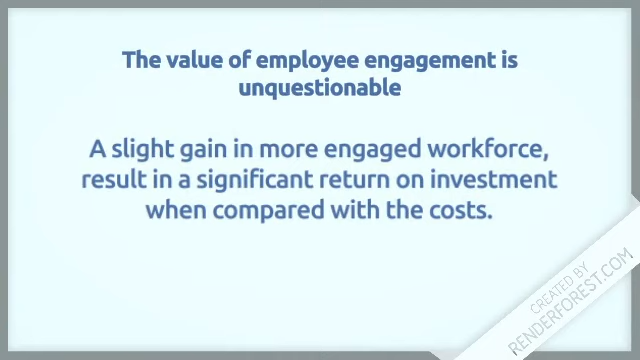 The value of employee engagement is
unquestionable
A slight gain in more engaged workforce,
result in a significant return on investment
when compared with the costs.
CREATED BY
RENDERFOREST.COM